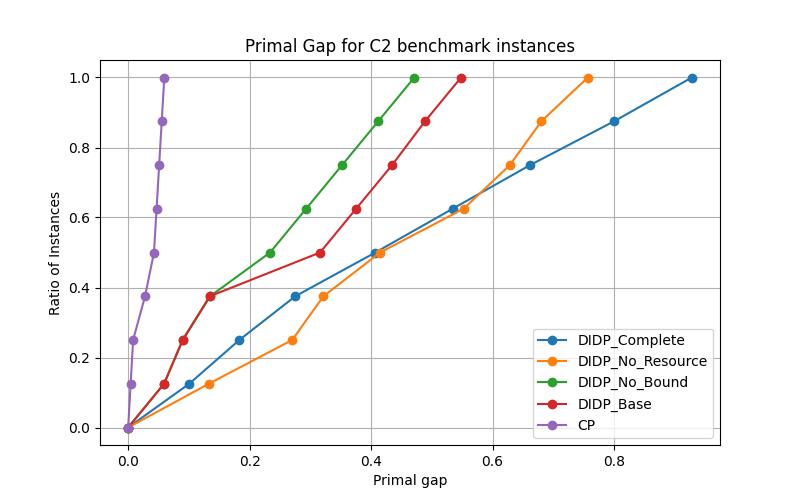 Primal Gap for C2 benchmark instances
1.0
0.8
0.6
0.4
0.2
0.0
Ratio of Instances
0.0 0.2 0.4 0.6 0.8
Primal gap
DIDP_Complete
DIDP_No_Resource
DIDP_No_Bound
DIDP_Base
CP